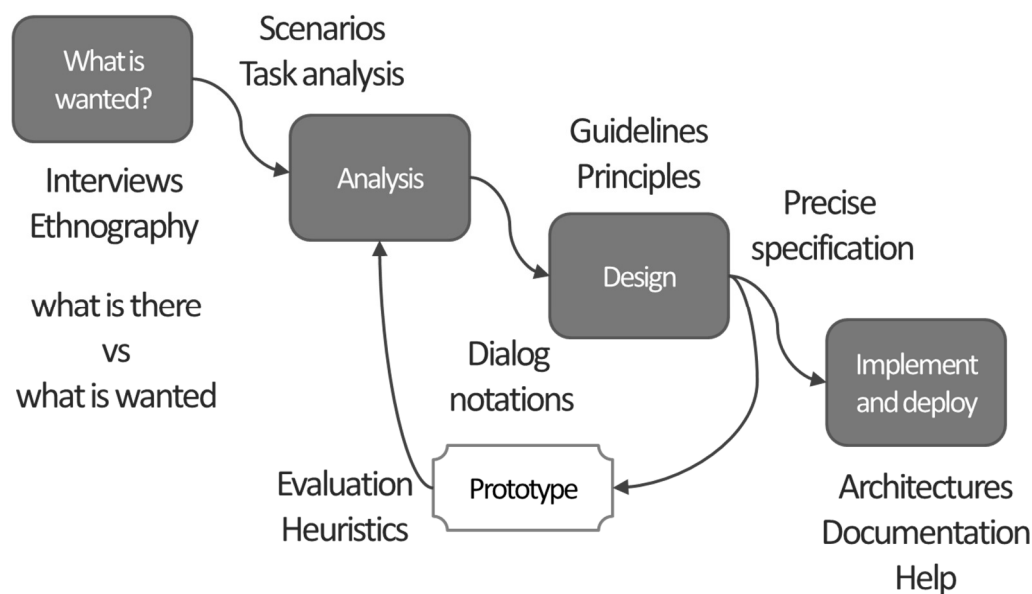 What is
wanted?
Interviews
Ethnography
what is there
vs
what is wanted
Scenarios
Task analysis
Analysis
Guidelines
Principles
Design
Dialog
notations
Prototype
Evaluation
Heuristics
Precise
specification
Implement
and deploy
Architectures
Documentation
Help